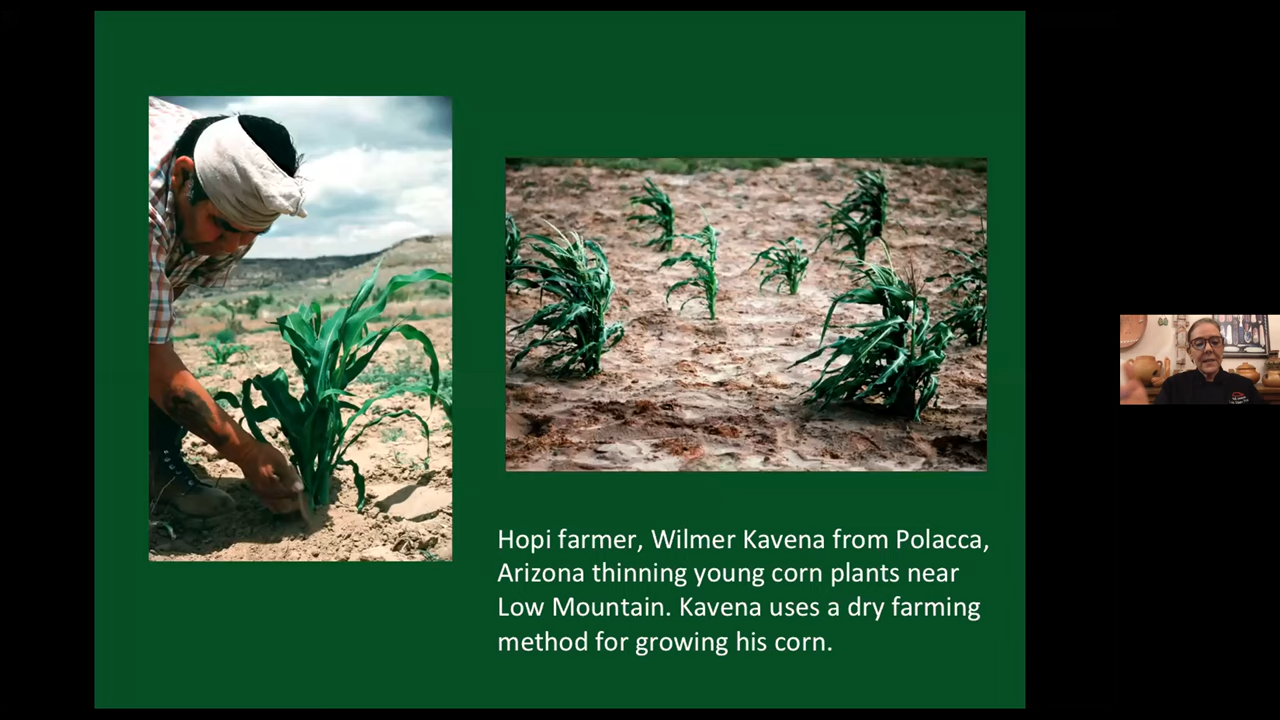 Hopi farmer, Wilmer Kavena from Polacca,
Arizona thinning young corn plants near
Low Mountain. Kavena uses a dry farming
method for growing his corn.